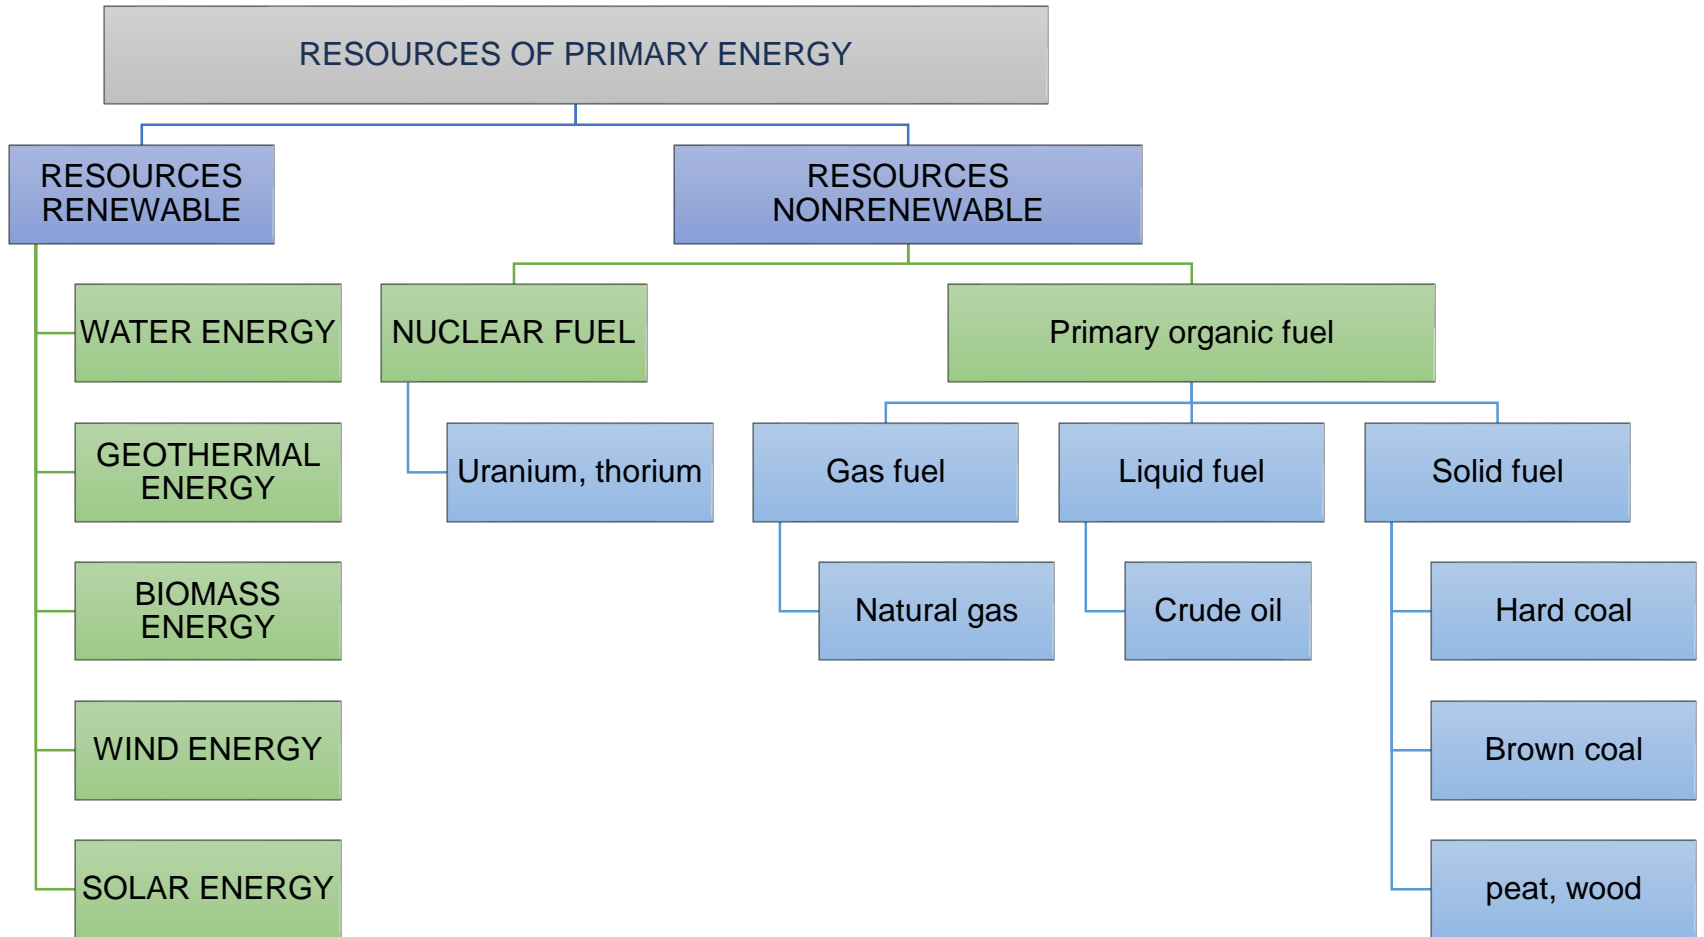 RESOURCES OF PRIMARY ENERGY
RESOURCES
RENEWABLE
RESOURCES
NONRENEWABLE
WATER ENERGY
NUCLEAR FUEL
Primary organic fuel
GEOTHERMAL
ENERGY
Uranium, thorium
Gas fuel
Liquid fuel
Solid fuel
BIOMASS
ENERGY
Natural gas
Crude oil
Hard coal
WIND ENERGY
Brown coal
SOLAR ENERGY
peat, wood